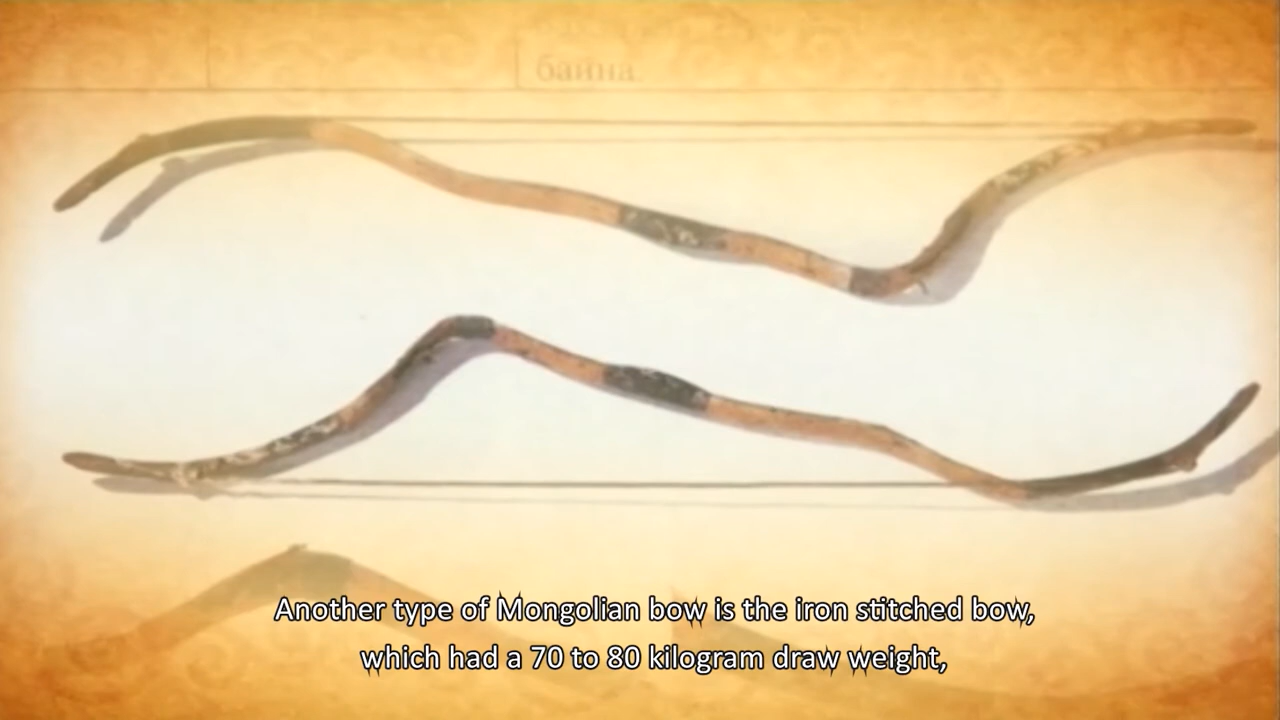 байна.
Another type of Mongolian bow is the iron stitched bow,
which had a 70 to 80 kilogram draw weight,